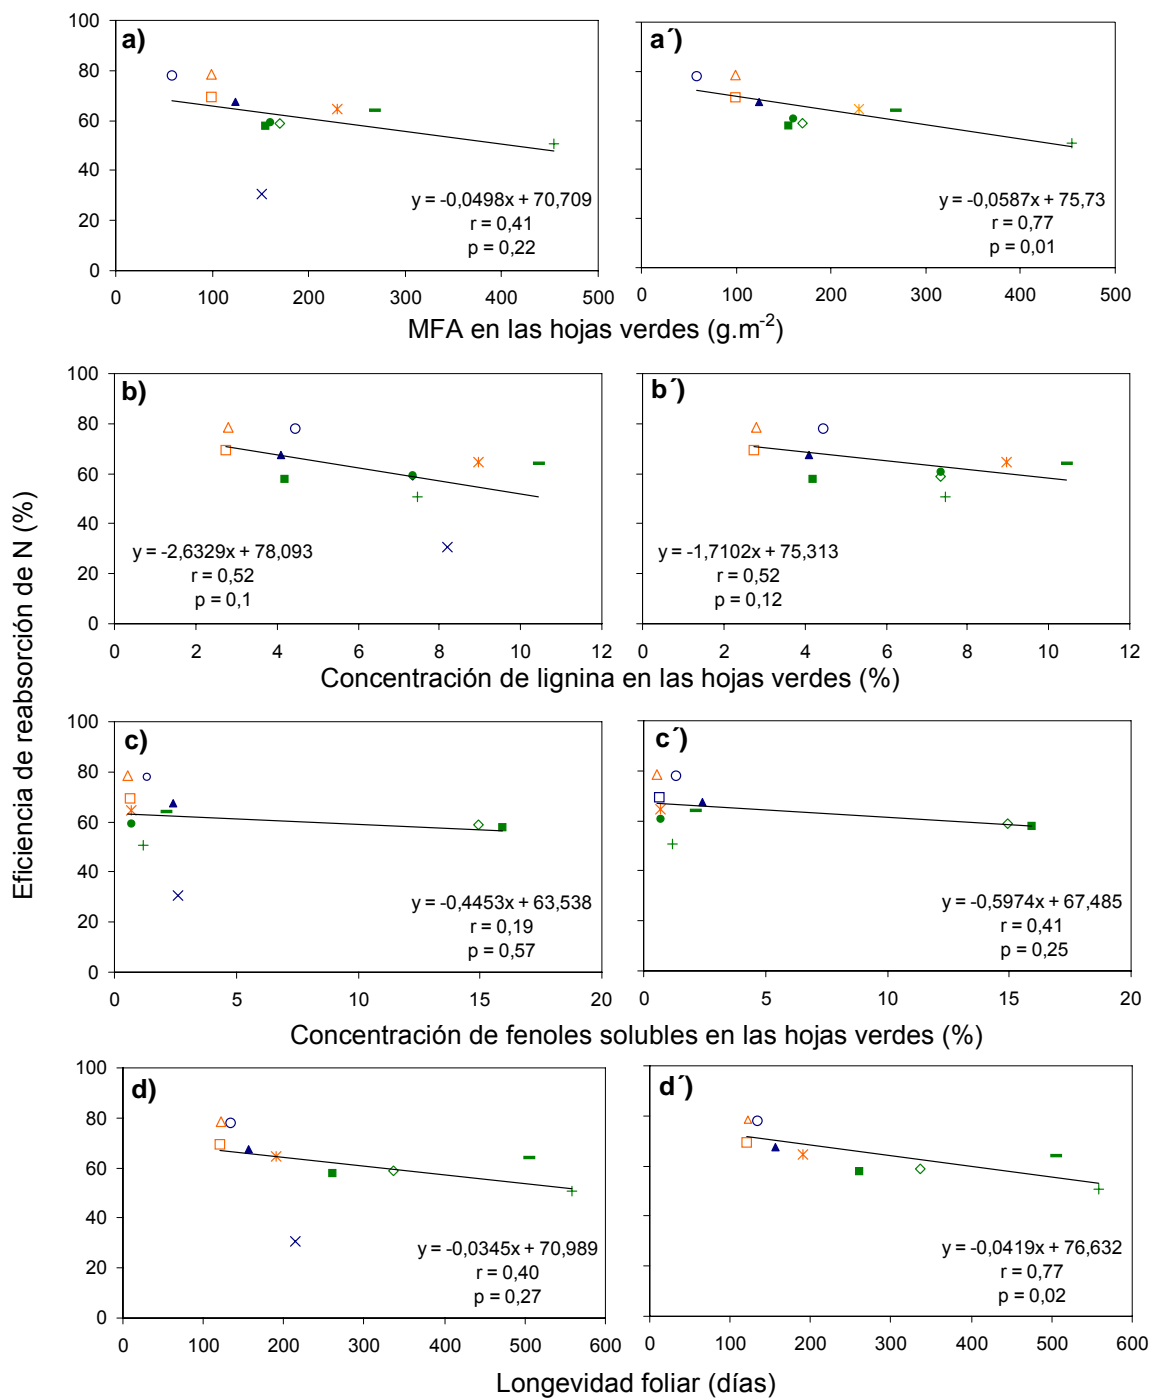 a)
100
80
60
40
20
0
y = -0,0498x + 70,709
r = 0,41
p = 0,22
0 100 200 300 400 500
a´)
y = -0,0587x + 75,73
r = 0,77
p = 0,01
0 100 200 300 400 500
MFA en las hojas verdes (g.m⁻²)
b)
100
80
60
40
20
0
y = -2,6329x + 78,093
r = 0,52
p = 0,1
0 2 4 6 8 10 12
b´)
y = -1,7102x + 75,313
r = 0,52
p = 0,12
0 2 4 6 8 10 12
Concentración de lignina en las hojas verdes (%)
Eficiencia de reabsorción de N (%)
c)
100
80
60
40
20
0
y = -0,4453x + 63,538
r = 0,19
p = 0,57
0 5 10 15 20
c´)
y = -0,5974x + 67,485
r = 0,41
p = 0,25
0 5 10 15 20
Concentración de fenoles solubles en las hojas verdes (%)
d)
100
80
60
40
20
0
y = -0,0345x + 70,989
r = 0,40
p = 0,27
0 100 200 300 400 500 600
d´)
y = -0,0419x + 76,632
r = 0,77
p = 0,02
0 100 200 300 400 500 600
Longevidad foliar (días)